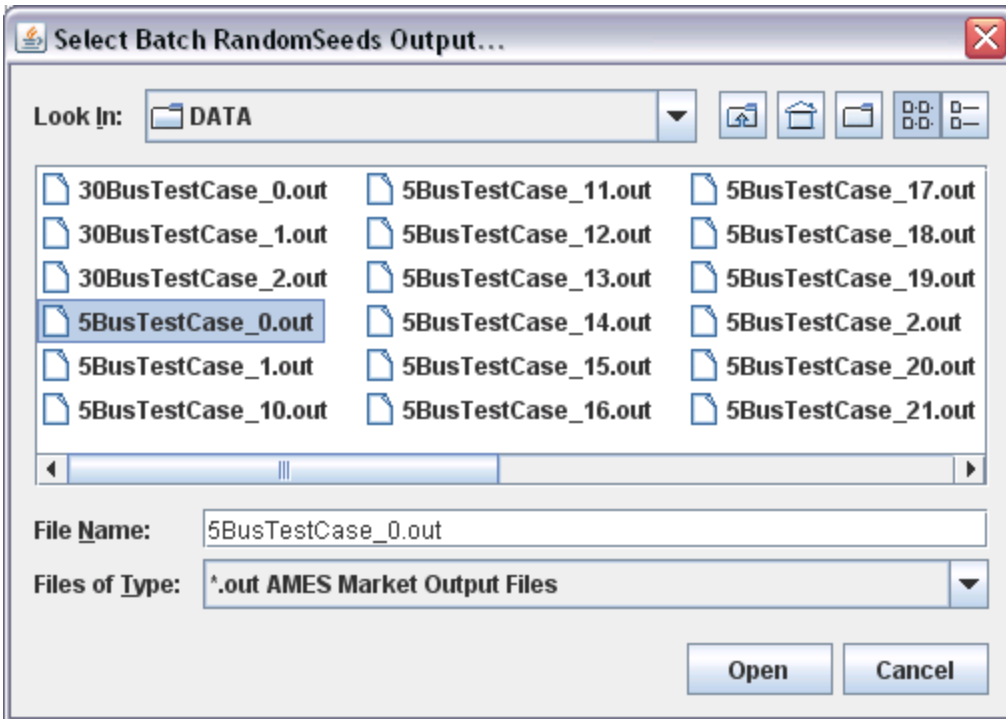 Select Batch RandomSeeds Output...
Look In: DATA
30BusTestCase_0.out 5BusTestCase_11.out 5BusTestCase_17.out
30BusTestCase_1.out 5BusTestCase_12.out 5BusTestCase_18.out
30BusTestCase_2.out 5BusTestCase_13.out 5BusTestCase_19.out
5BusTestCase_0.out 5BusTestCase_14.out 5BusTestCase_2.out
5BusTestCase_1.out 5BusTestCase_15.out 5BusTestCase_20.out
5BusTestCase_10.out 5BusTestCase_16.out 5BusTestCase_21.out
File Name: 5BusTestCase_0.out
Files of Type: *.out AMES Market Output Files
Open Cancel